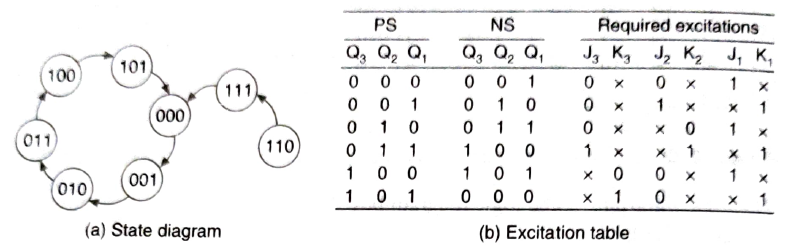 100 101
111
000
011
110
010 001
(a) State diagram
PS NS Required excitations
Q₃ Q₂ Q₁ Q₃ Q₂ Q₁ J₃ K₃ J₂ K₂ J₁ K₁
0 0 0 0 0 1 0 × 0 × 1 ×
0 0 1 0 1 0 0 × 1 × × 1
0 1 0 0 1 1 0 × × 0 1 ×
0 1 1 1 0 0 1 × × 1 × 1
1 0 0 1 0 1 × 0 0 × 1 ×
1 0 1 0 0 0 × 1 0 × × 1
(b) Excitation table